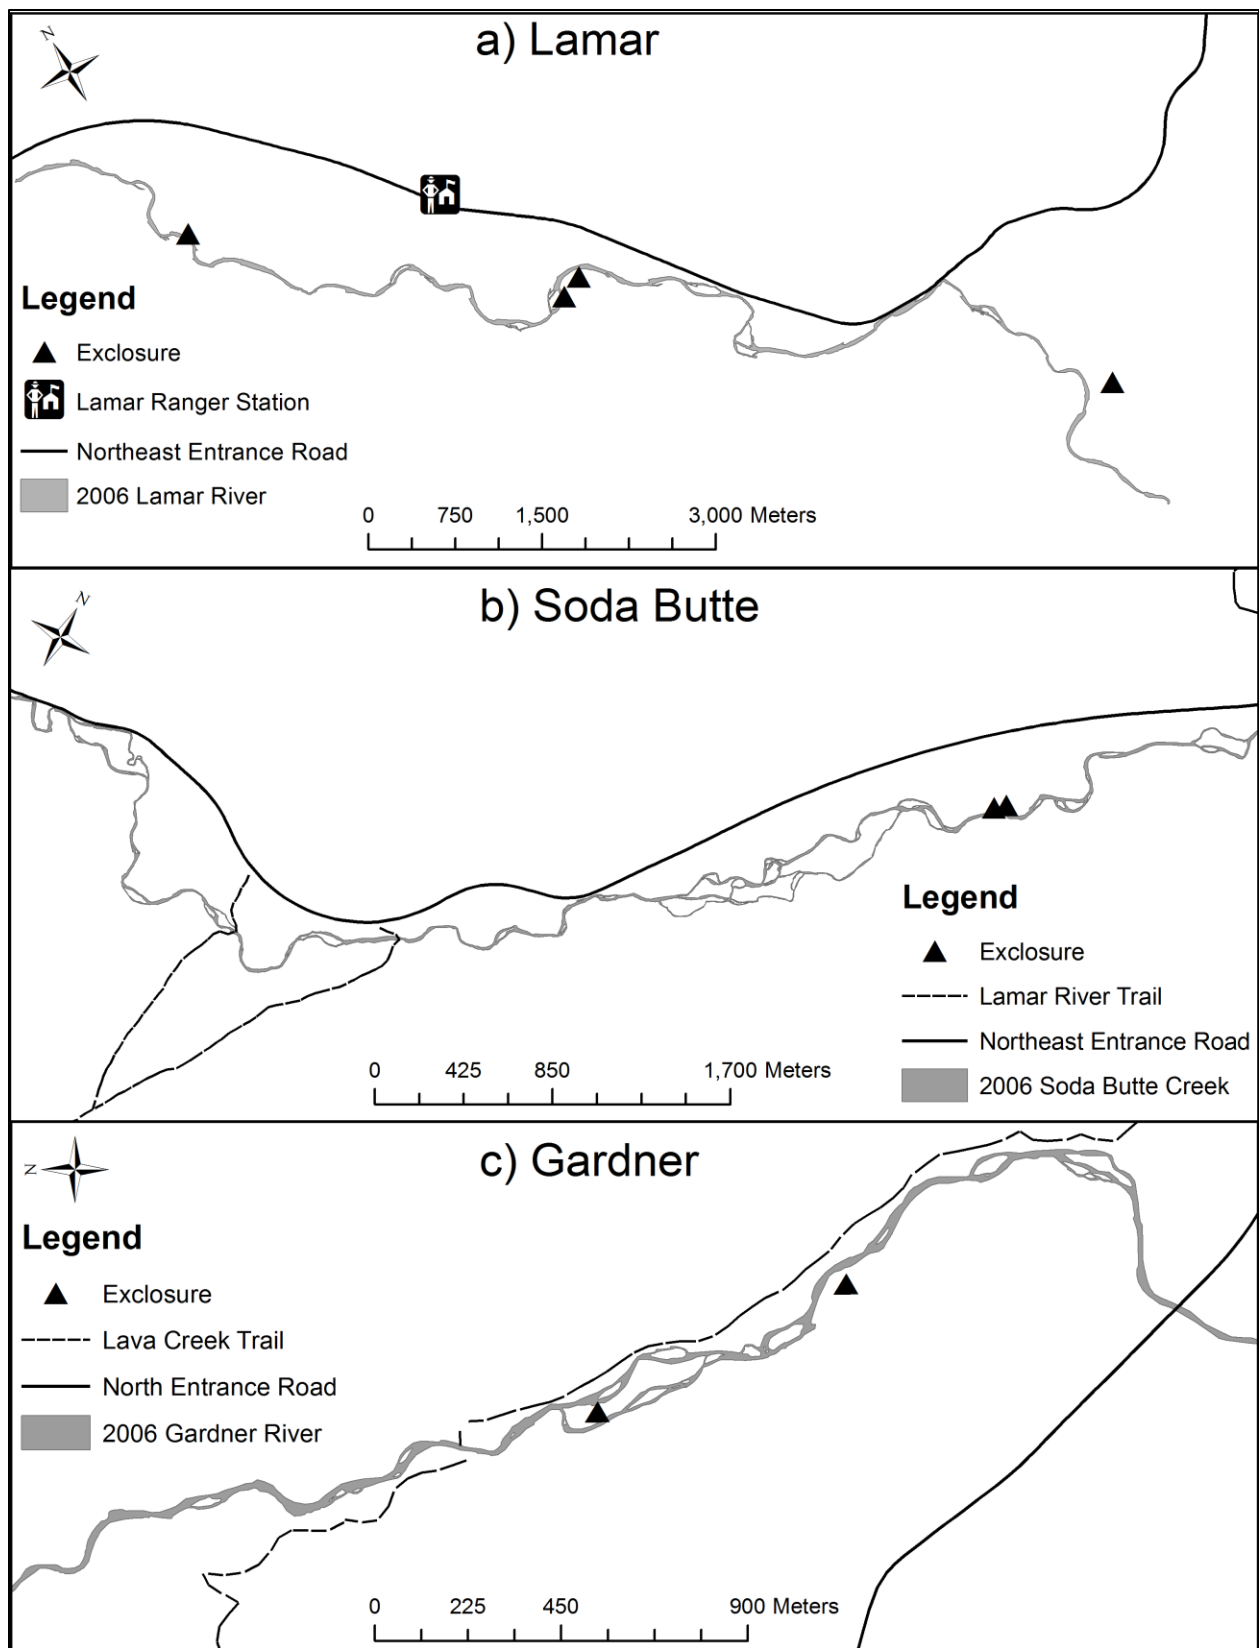 a) Lamar
N
Legend
Exclosure
Lamar Ranger Station
Northeast Entrance Road
2006 Lamar River
0 750 1,500 3,000 Meters
b) Soda Butte
N
Legend
Exclosure
Lamar River Trail
Northeast Entrance Road
2006 Soda Butte Creek
0 425 850 1,700 Meters
c) Gardner
N
Legend
Exclosure
Lava Creek Trail
North Entrance Road
2006 Gardner River
0 225 450 900 Meters